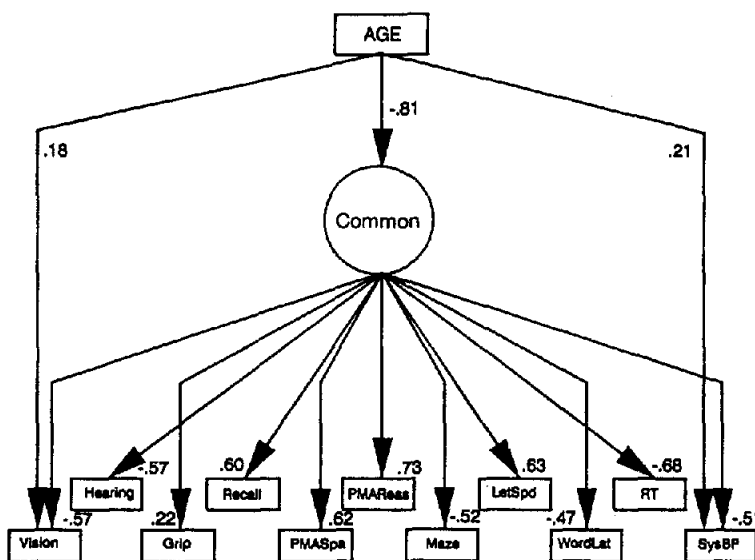 AGE
-.81
.18
.21
Common
-.57
.60
.73
.63
-.68
Hearing
Recall
PMAReas
LetSpd
RT
-.57
.22
.62
-.52
-.47
-.51
Vision
Grip
PMASpa
Maze
WordLat
SysBP